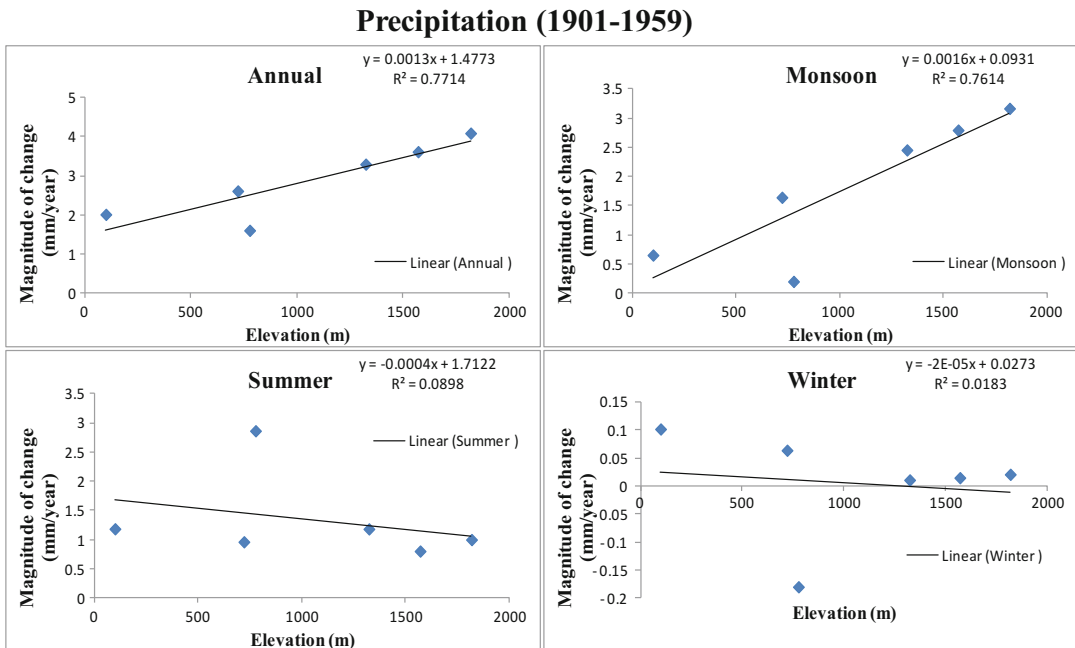 Precipitation (1901-1959)
Annual
y = 0.0013x + 1.4773
R² = 0.7714
Magnitude of change
(mm/year)
5
4
3
2
1
0
0 500 1000 1500 2000
Linear (Annual )
Elevation (m)
Monsoon
y = 0.0016x + 0.0931
R² = 0.7614
Magnitude of change
(mm/year)
3.5
3
2.5
2
1.5
1
0.5
0
0 500 1000 1500 2000
Linear (Monsoon )
Elevation (m)
Summer
y = -0.0004x + 1.7122
R² = 0.0898
Magnitude of change
(mm/year)
3.5
3
2.5
2
1.5
1
0.5
0
0 500 1000 1500 2000
Linear (Summer )
Elevation (m)
Winter
y = -2E-05x + 0.0273
R² = 0.0183
Magnitude of change
(mm/year)
0.15
0.1
0.05
0
-0.05
-0.1
-0.15
-0.2
0 500 1000 1500 2000
Linear (Winter )
Elevation (m)